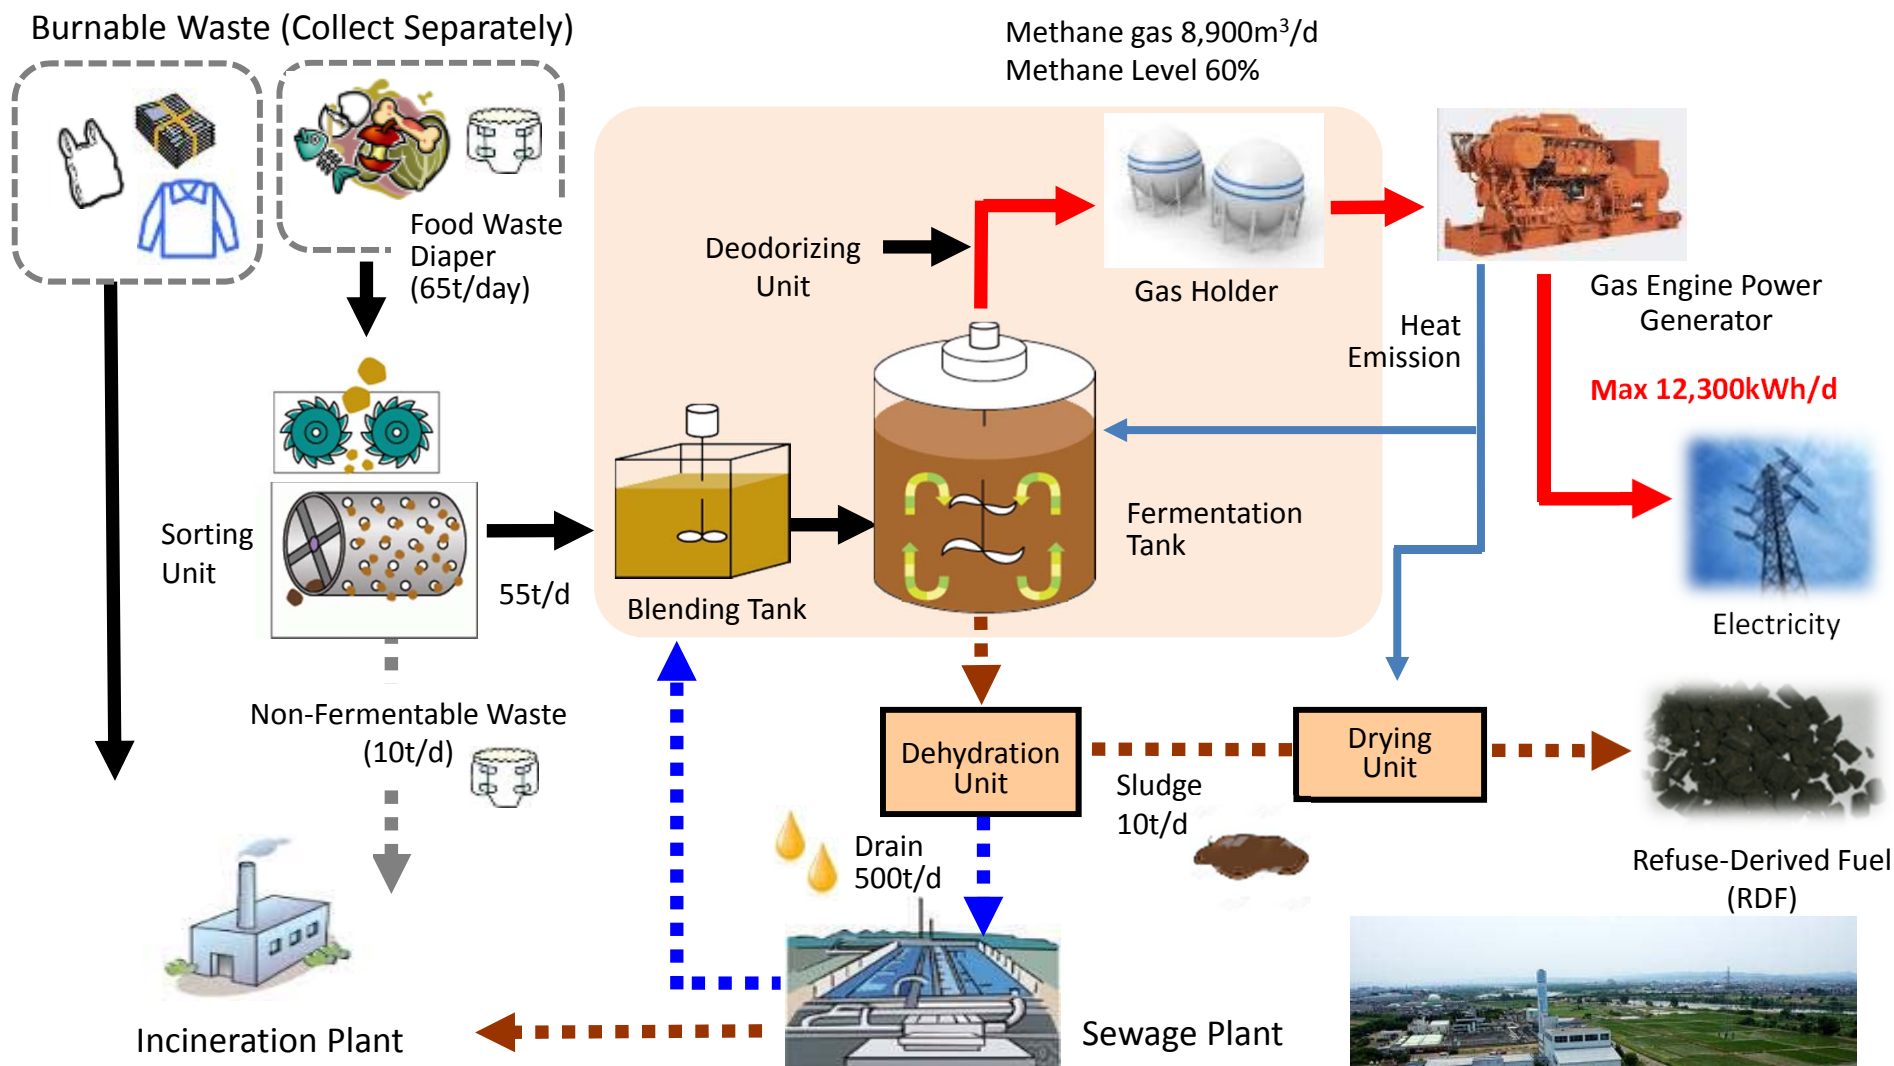 Burnable Waste (Collect Separately)
Methane gas 8,900m³/d
Methane Level 60%
Food Waste
Diaper
(65t/day)
Deodorizing
Unit
Gas Holder
Gas Engine Power
Generator
Heat
Emission
Max 12,300kWh/d
Sorting
Unit
55t/d
Blending Tank
Fermentation
Tank
Electricity
Non-Fermentable Waste
(10t/d)
Dehydration
Unit
Sludge
10t/d
Drying
Unit
Drain
500t/d
Refuse-Derived Fuel
(RDF)
Incineration Plant
Sewage Plant